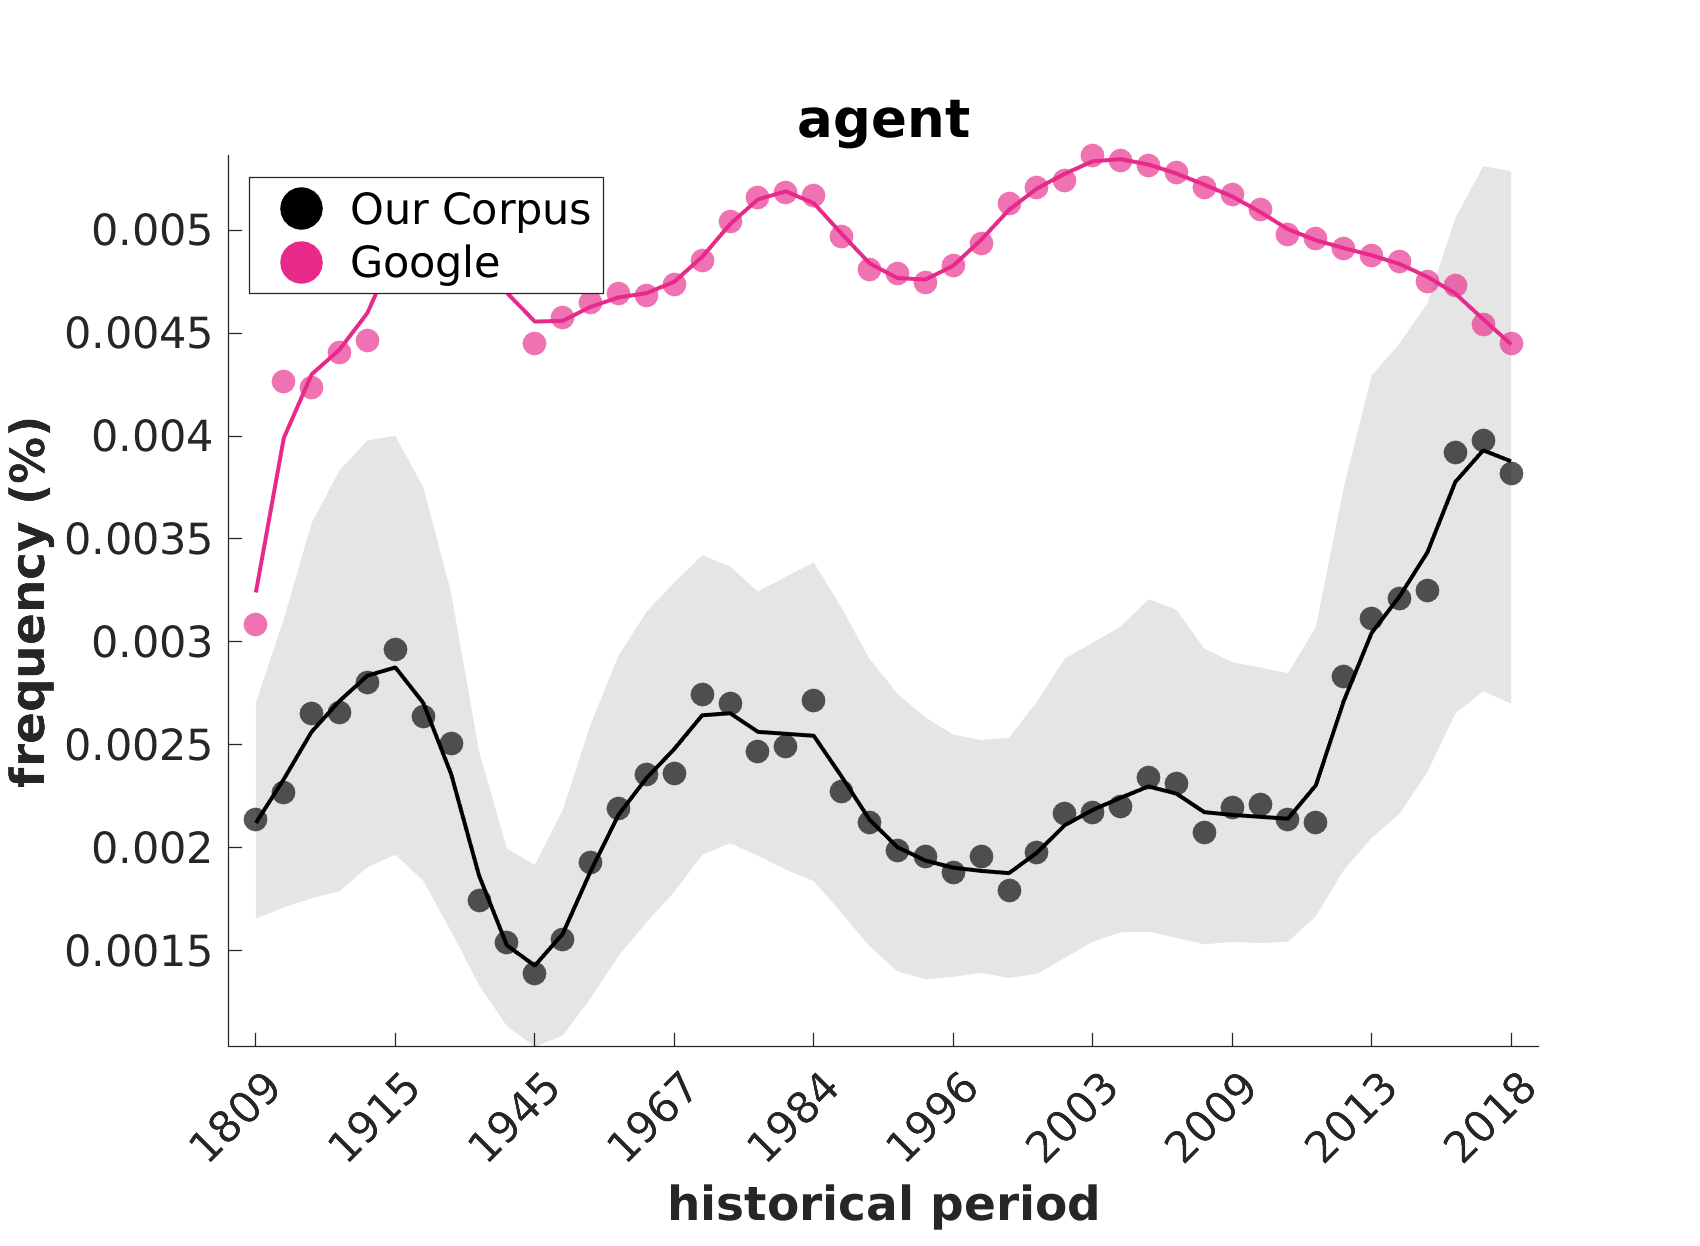 agent
Our Corpus
Google
frequency (%)
0.005
0.0045
0.004
0.0035
0.003
0.0025
0.002
0.0015
1809 1915 1945 1967 1984 1996 2003 2009 2013 2018
historical period